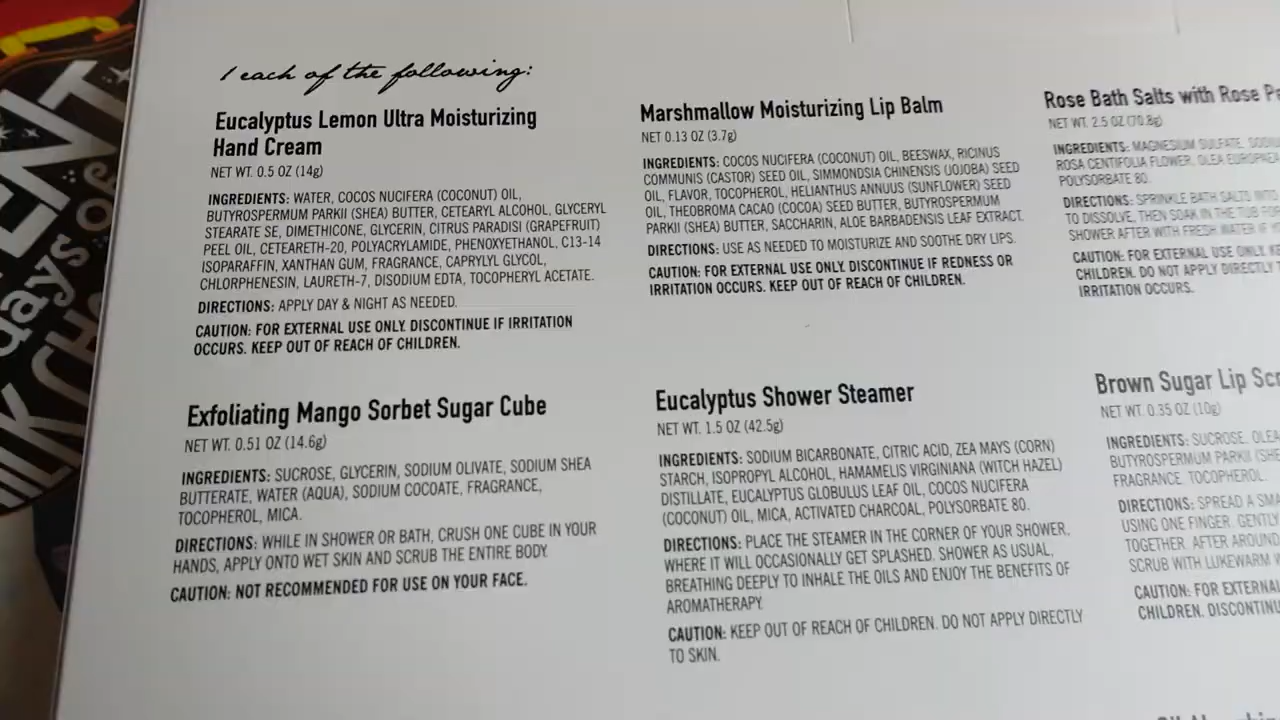 1 each of the following:
Eucalyptus Lemon Ultra Moisturizing
Hand Cream
NET WT. 0.5 OZ (14g)
INGREDIENTS: WATER, COCOS NUCIFERA (COCONUT) OIL,
BUTYROSPERMUM PARKII (SHEA) BUTTER, CETEARYL ALCOHOL, GLYCERYL
STEARATE SE, DIMETHICONE, GLYCERIN, CITRUS PARADISI (GRAPEFRUIT)
PEEL OIL, CETEARETH-20, POLYACRYLAMIDE, PHENOXYETHANOL, C13-14
ISOPARAFFIN, XANTHAN GUM, FRAGRANCE, CAPRYLYL GLYCOL,
CHLORPHENESIN, LAURETH-7, DISODIUM EDTA, TOCOPHERYL ACETATE.
DIRECTIONS: APPLY DAY & NIGHT AS NEEDED.
CAUTION: FOR EXTERNAL USE ONLY. DISCONTINUE IF IRRITATION
OCCURS. KEEP OUT OF REACH OF CHILDREN.
Marshmallow Moisturizing Lip Balm
NET 0.13 OZ (3.7g)
INGREDIENTS: COCOS NUCIFERA (COCONUT) OIL, BEESWAX, RICINUS
COMMUNIS (CASTOR) SEED OIL, SIMMONDSIA CHINENSIS (JOJOBA) SEED
OIL, FLAVOR, TOCOPHEROL, HELIANTHUS ANNUUS (SUNFLOWER) SEED
OIL, THEOBROMA CACAO (COCOA) SEED BUTTER, BUTYROSPERMUM
PARKII (SHEA) BUTTER, SACCHARIN, ALOE BARBADENSIS LEAF EXTRACT.
DIRECTIONS: USE AS NEEDED TO MOISTURIZE AND SOOTHE DRY LIPS.
CAUTION: FOR EXTERNAL USE ONLY. DISCONTINUE IF REDNESS OR
IRRITATION OCCURS. KEEP OUT OF REACH OF CHILDREN.
Rose Bath Salts with Rose
NET WT. 2.5 OZ (70.8g)
INGREDIENTS: MAGNESIUM SULFATE,
ROSA CENTIFOLIA FLOWER, OLEA
POLYSORBATE 80.
DIRECTIONS: SPRINKLE BATH SALTS
TO DISSOLVE, THEN SOAK IN THE TUB FOR
SHOWER AFTER WITH FRESH WATER IF
CAUTION: FOR EXTERNAL USE ONLY.
CHILDREN. DO NOT APPLY DIRECTLY
IRRITATION OCCURS.
Exfoliating Mango Sorbet Sugar Cube
NET WT. 0.51 OZ (14.6g)
INGREDIENTS: SUCROSE, GLYCERIN, SODIUM OLIVATE, SODIUM SHEA
BUTTERATE, WATER (AQUA), SODIUM COCOATE, FRAGRANCE,
TOCOPHEROL, MICA.
DIRECTIONS: WHILE IN SHOWER OR BATH, CRUSH ONE CUBE IN YOUR
HANDS, APPLY ONTO WET SKIN AND SCRUB THE ENTIRE BODY.
CAUTION: NOT RECOMMENDED FOR USE ON YOUR FACE.
Eucalyptus Shower Steamer
NET WT. 1.5 OZ (42.5g)
INGREDIENTS: SODIUM BICARBONATE, CITRIC ACID, ZEA MAYS (CORN)
STARCH, ISOPROPYL ALCOHOL, HAMAMELIS VIRGINIANA (WITCH HAZEL)
DISTILLATE, EUCALYPTUS GLOBULUS LEAF OIL, COCOS NUCIFERA
(COCONUT) OIL, MICA, ACTIVATED CHARCOAL, POLYSORBATE 80.
DIRECTIONS: PLACE THE STEAMER IN THE CORNER OF YOUR SHOWER,
WHERE IT WILL OCCASIONALLY GET SPLASHED. SHOWER AS USUAL,
BREATHING DEEPLY TO INHALE THE OILS AND ENJOY THE BENEFITS OF
AROMATHERAPY.
CAUTION: KEEP OUT OF REACH OF CHILDREN. DO NOT APPLY DIRECTLY
TO SKIN.
Brown Sugar Lip
NET WT. 0.35 OZ (10g)
INGREDIENTS: SUCROSE,
BUTYROSPERMUM PARKII
FRAGRANCE, TOCOPHEROL.
DIRECTIONS: SPREAD A
USING ONE FINGER, GENTLY
TOGETHER. AFTER AROUND
SCRUB WITH LUKEWARM
CAUTION: FOR EXTERNAL
CHILDREN.
days of